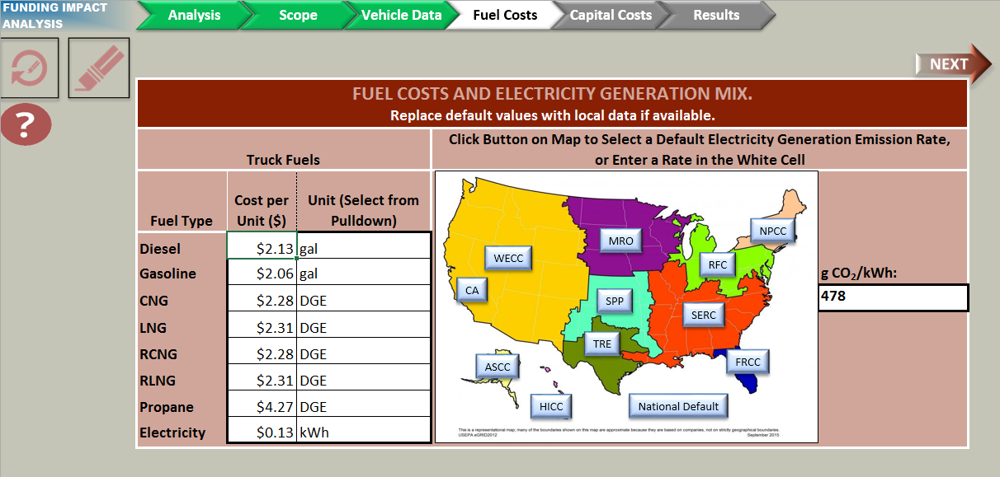 FUNDING IMPACT
ANALYSIS
Analysis
Scope
Vehicle Data
Fuel Costs
Capital Costs
Results
NEXT
?
FUEL COSTS AND ELECTRICITY GENERATION MIX.
Replace default values with local data if available.
Truck Fuels
Click Button on Map to Select a Default Electricity Generation Emission Rate,
or Enter a Rate in the White Cell
Fuel Type
Cost per
Unit ($)
Unit (Select from
Pulldown)
Diesel $2.13 gal
Gasoline $2.06 gal
CNG $2.28 DGE
LNG $2.31 DGE
RCNG $2.28 DGE
RLNG $2.31 DGE
Propane $4.27 DGE
Electricity $0.13 kWh
NPCC
MRO
WECC
RFC
CA
SPP
SERC
TRE
ASCC
FRCC
HICC
National Default
This is a representational map; many of the boundaries shown on this map are approximate because they are based on companies, not on strictly geographical boundaries.
USEPA eGRID2012
September 2015
g CO₂/kWh:
478